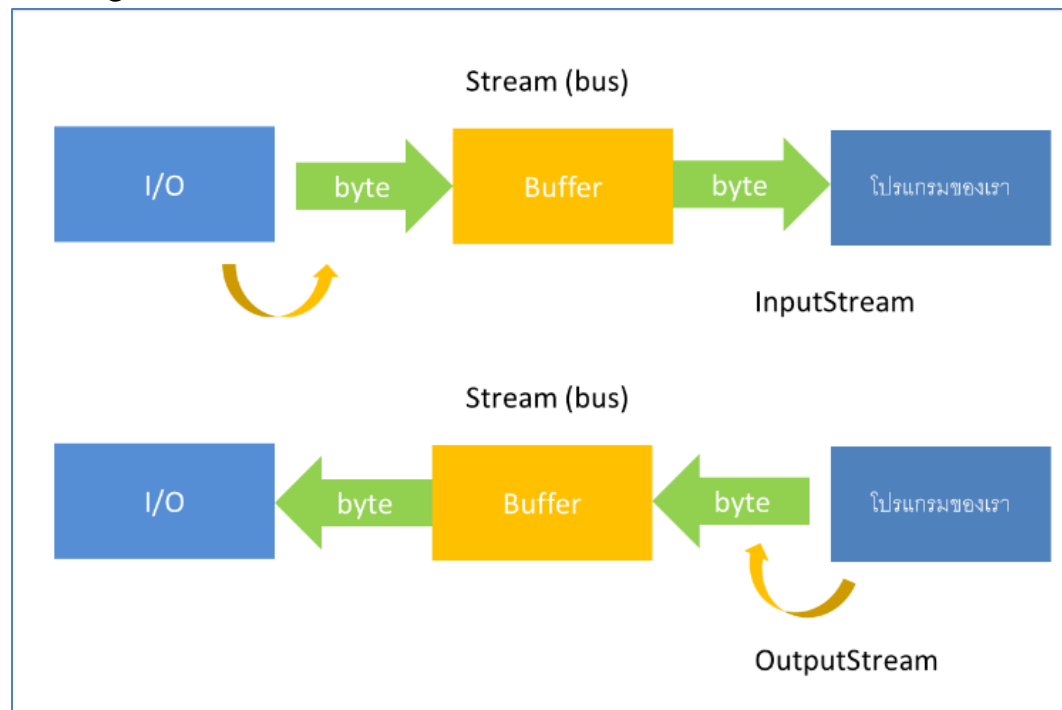 Stream (bus)
I/O
byte
Buffer
byte
โปรแกรมของเรา
InputStream
Stream (bus)
I/O
byte
Buffer
byte
โปรแกรมของเรา
OutputStream